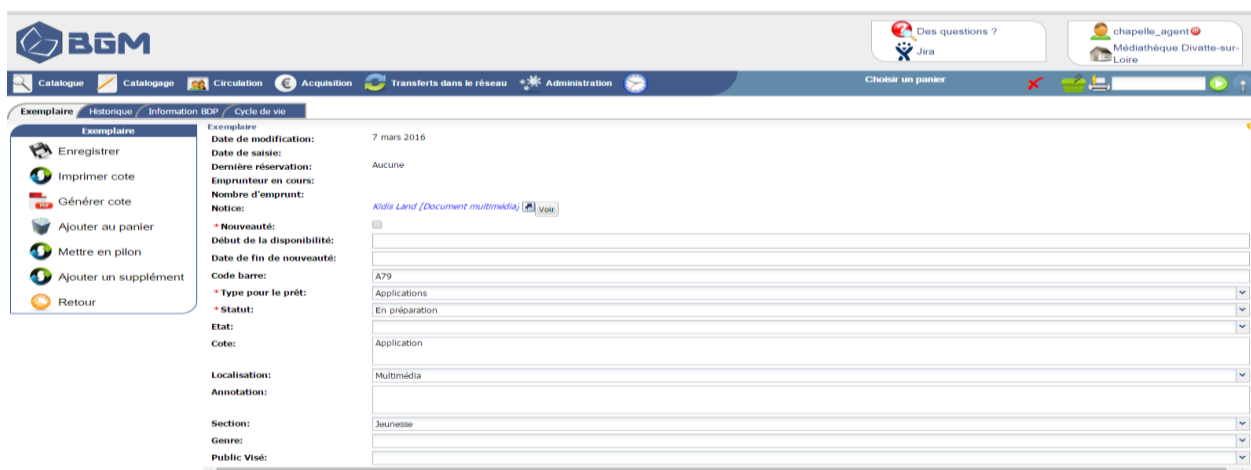 BGM
Des questions ?
Jira
chapelle_agent
Médiathèque Divatte-sur-
Loire
Catalogue Catalogage Circulation Acquisition Transferts dans le réseau Administration
Choisir un panier
Exemplaire Historique Information BDP Cycle de vie
Exemplaire
Enregistrer
Imprimer cote
Générer cote
Ajouter au panier
Mettre en pilon
Ajouter un supplément
Retour
Exemplaire
Date de modification: 7 mars 2016
Date de saisie:
Dernière réservation: Aucune
Emprunteur en cours:
Nombre d'emprunt:
Notice: Kidis Land (Document multimédia) Voir
* Nouveauté:
Début de la disponibilité:
Date de fin de nouveauté:
Code barre: A79
* Type pour le prêt: Applications
* Statut: En préparation
Etat:
Cote: Application
Localisation: Multimédia
Annotation:
Section: Jeunesse
Genre:
Public Visé: